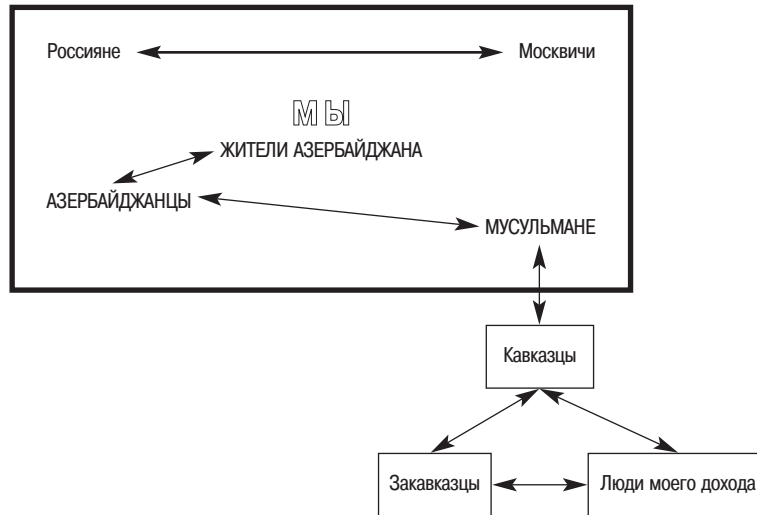 Россияне Москвичи
МЫ
ЖИТЕЛИ АЗЕРБАЙДЖАНА
АЗЕРБАЙДЖАНЦЫ
МУСУЛЬМАНЕ
Кавказцы
Закавказцы Люди моего дохода